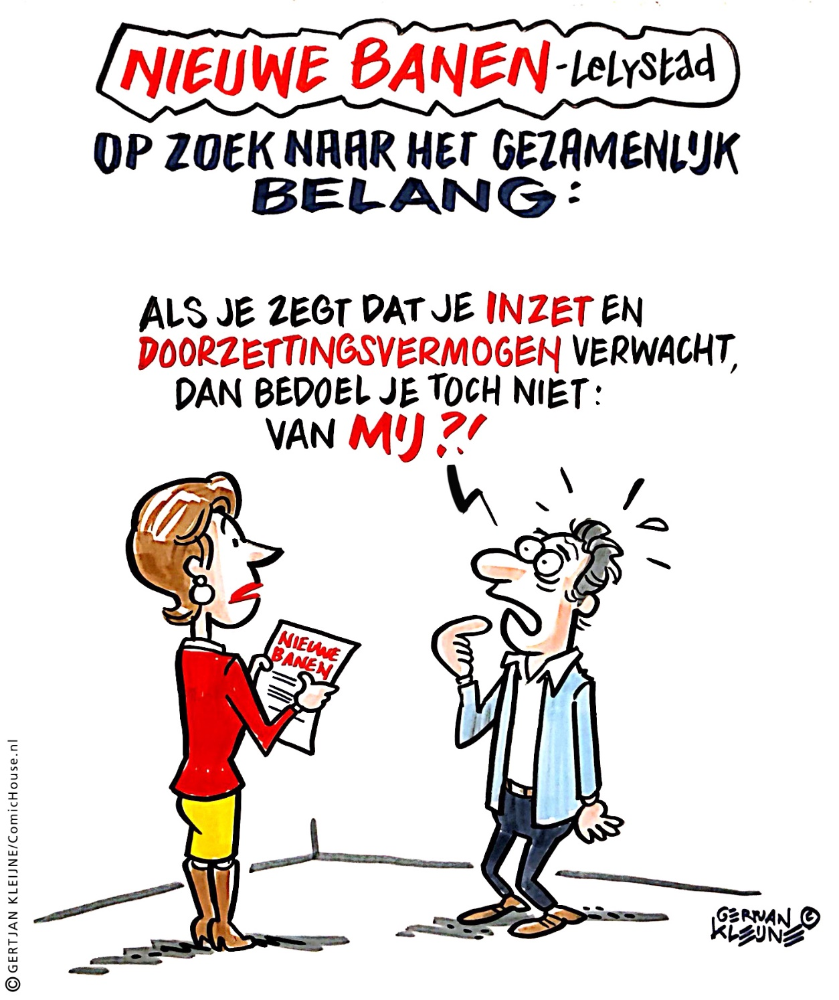 NIEUWE BANEN-Lelystad
OP ZOEK NAAR HET GEZAMENLIJK
BELANG:
ALS JE ZEGT DAT JE INZET EN
DOORZETTINGSVERMOGEN VERWACHT,
DAN BEDOEL JE TOCH NIET:
VAN MIJ?!
NIEUWE
BANEN
GERTJAN ©
KLEIJNE
© GERTJAN KLEIJNE/ComicHouse.nl